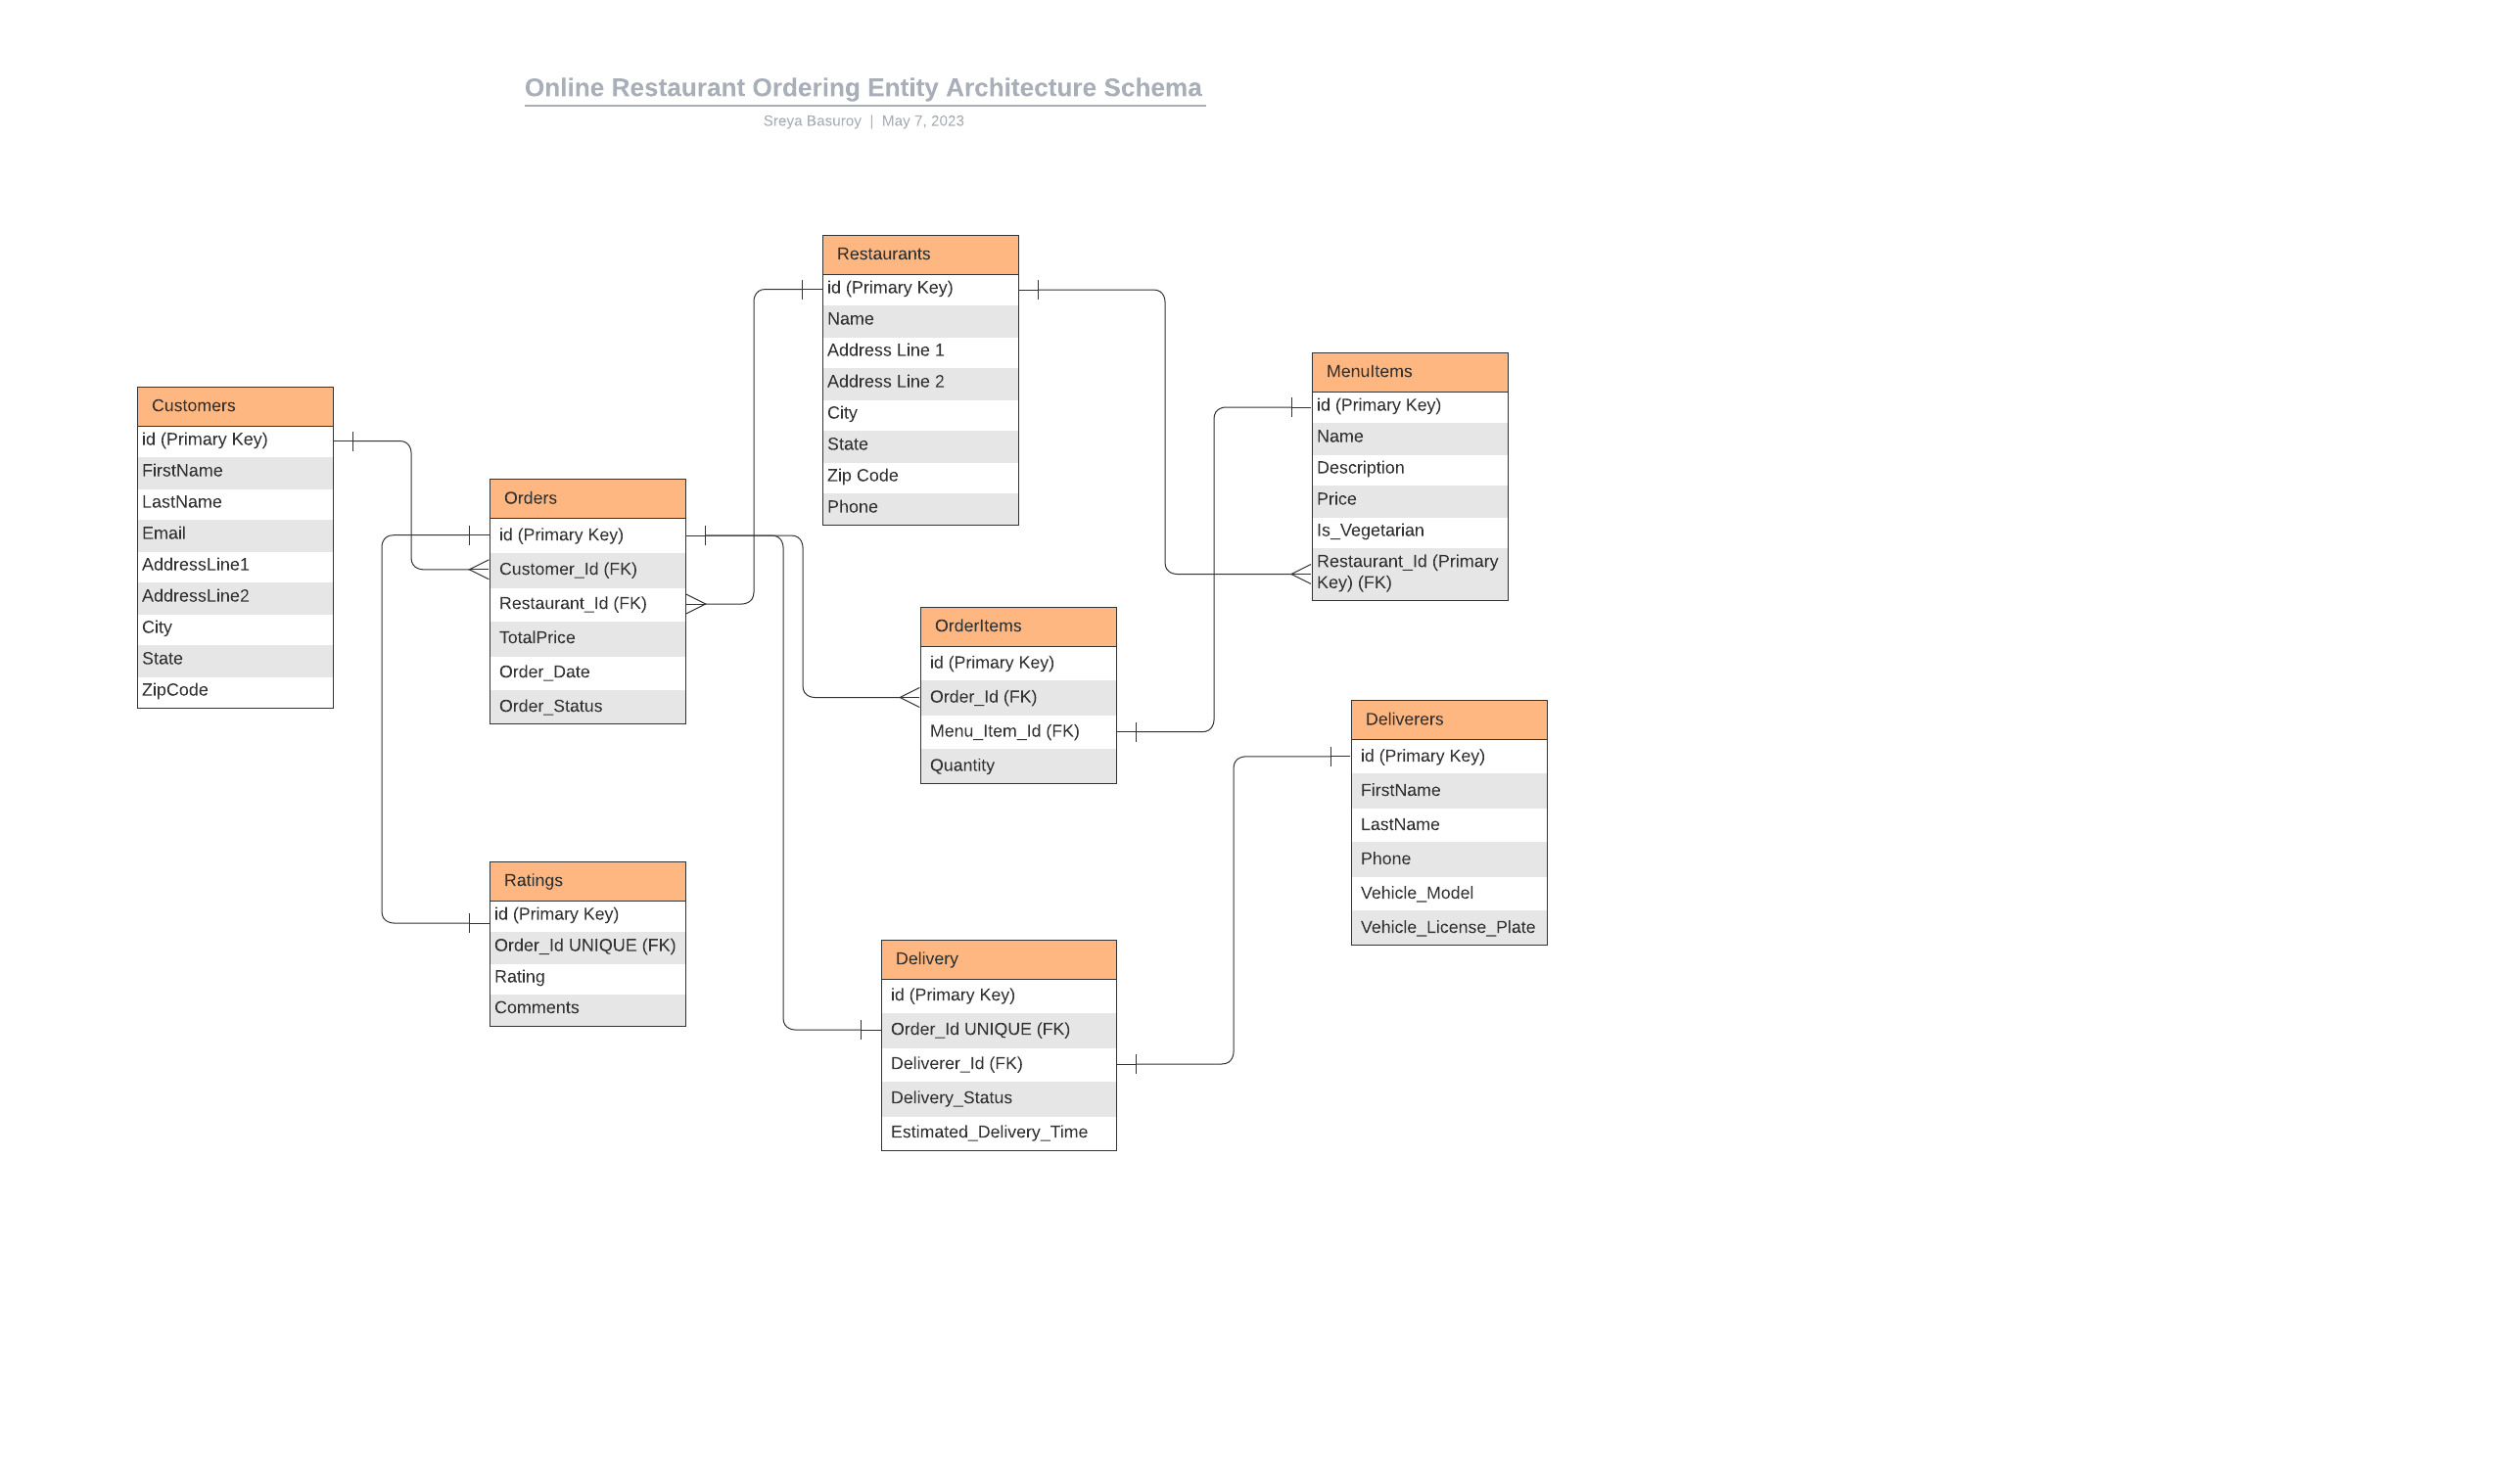 Online Restaurant Ordering Entity Architecture Schema
Sreya Basuroy | May 7, 2023
Restaurants
id (Primary Key)
Name
Address Line 1
Address Line 2
City
State
Zip Code
Phone
MenuItems
id (Primary Key)
Name
Description
Price
Is_Vegetarian
Restaurant_Id (Primary
Key) (FK)
Customers
id (Primary Key)
FirstName
LastName
Email
AddressLine1
AddressLine2
City
State
ZipCode
Orders
id (Primary Key)
Customer_Id (FK)
Restaurant_Id (FK)
TotalPrice
Order_Date
Order_Status
OrderItems
id (Primary Key)
Order_Id (FK)
Menu_Item_Id (FK)
Quantity
Deliverers
id (Primary Key)
FirstName
LastName
Phone
Vehicle_Model
Vehicle_License_Plate
Ratings
id (Primary Key)
Order_Id UNIQUE (FK)
Rating
Comments
Delivery
id (Primary Key)
Order_Id UNIQUE (FK)
Deliverer_Id (FK)
Delivery_Status
Estimated_Delivery_Time